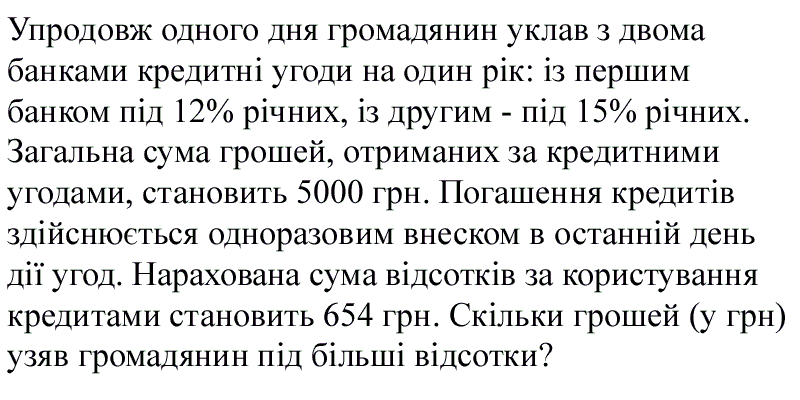 Упродовж одного дня громадянин уклав з двома
банками кредитні угоди на один рік: із першим
банком під 12% річних, із другим - під 15% річних.
Загальна сума грошей, отриманих за кредитними
угодами, становить 5000 грн. Погашення кредитів
здійснюється одноразовим внеском в останній день
дії угод. Нарахована сума відсотків за користування
кредитами становить 654 грн. Скільки грошей (у грн)
узяв громадянин під більші відсотки?